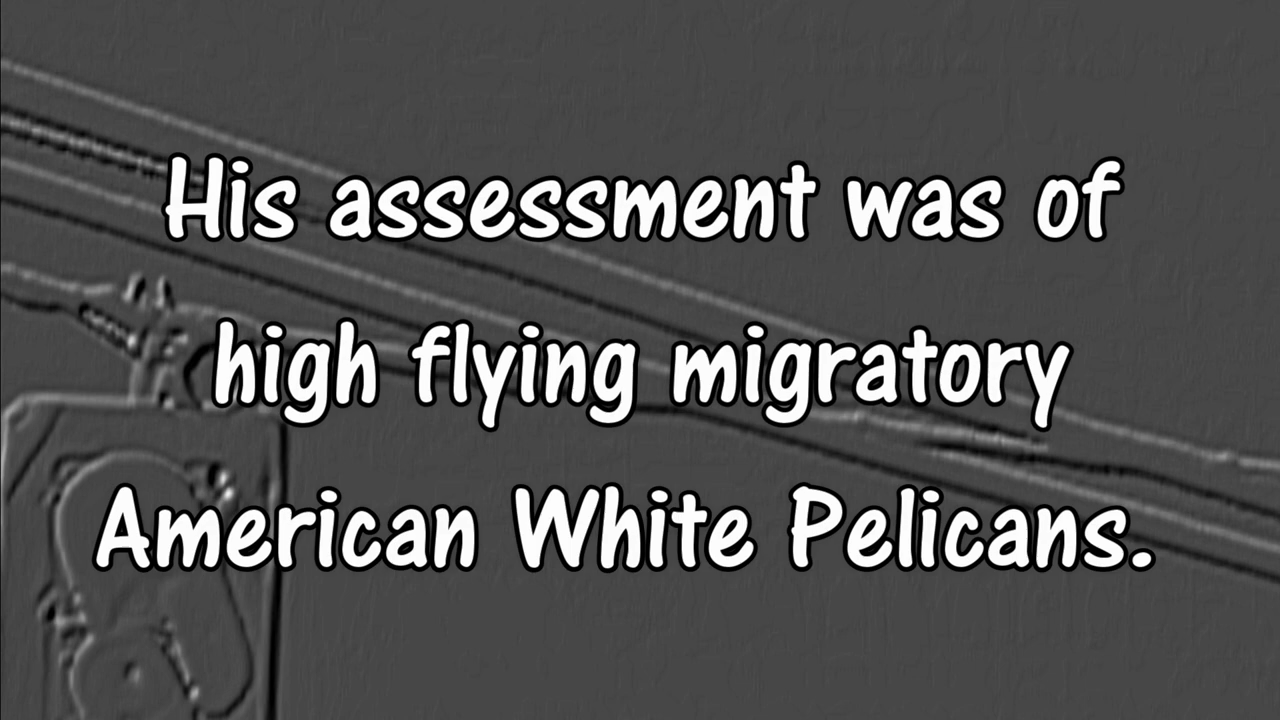 His assessment was of
high flying migratory
American White Pelicans.